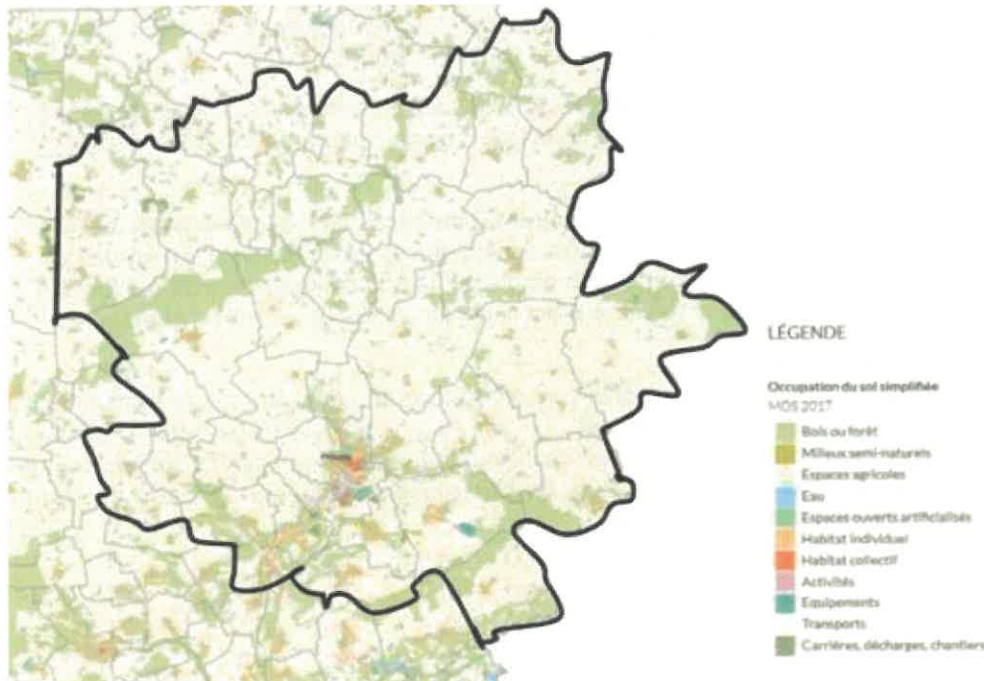 LÉGENDE
Occupation du sol simplifiée
MOS 2017
Bois ou forêt
Milieux semi-naturels
Espaces agricoles
Eau
Espaces ouverts artificialisés
Habitat individuel
Habitat collectif
Activités
Equipements
Transports
Carrières, décharges, chantiers